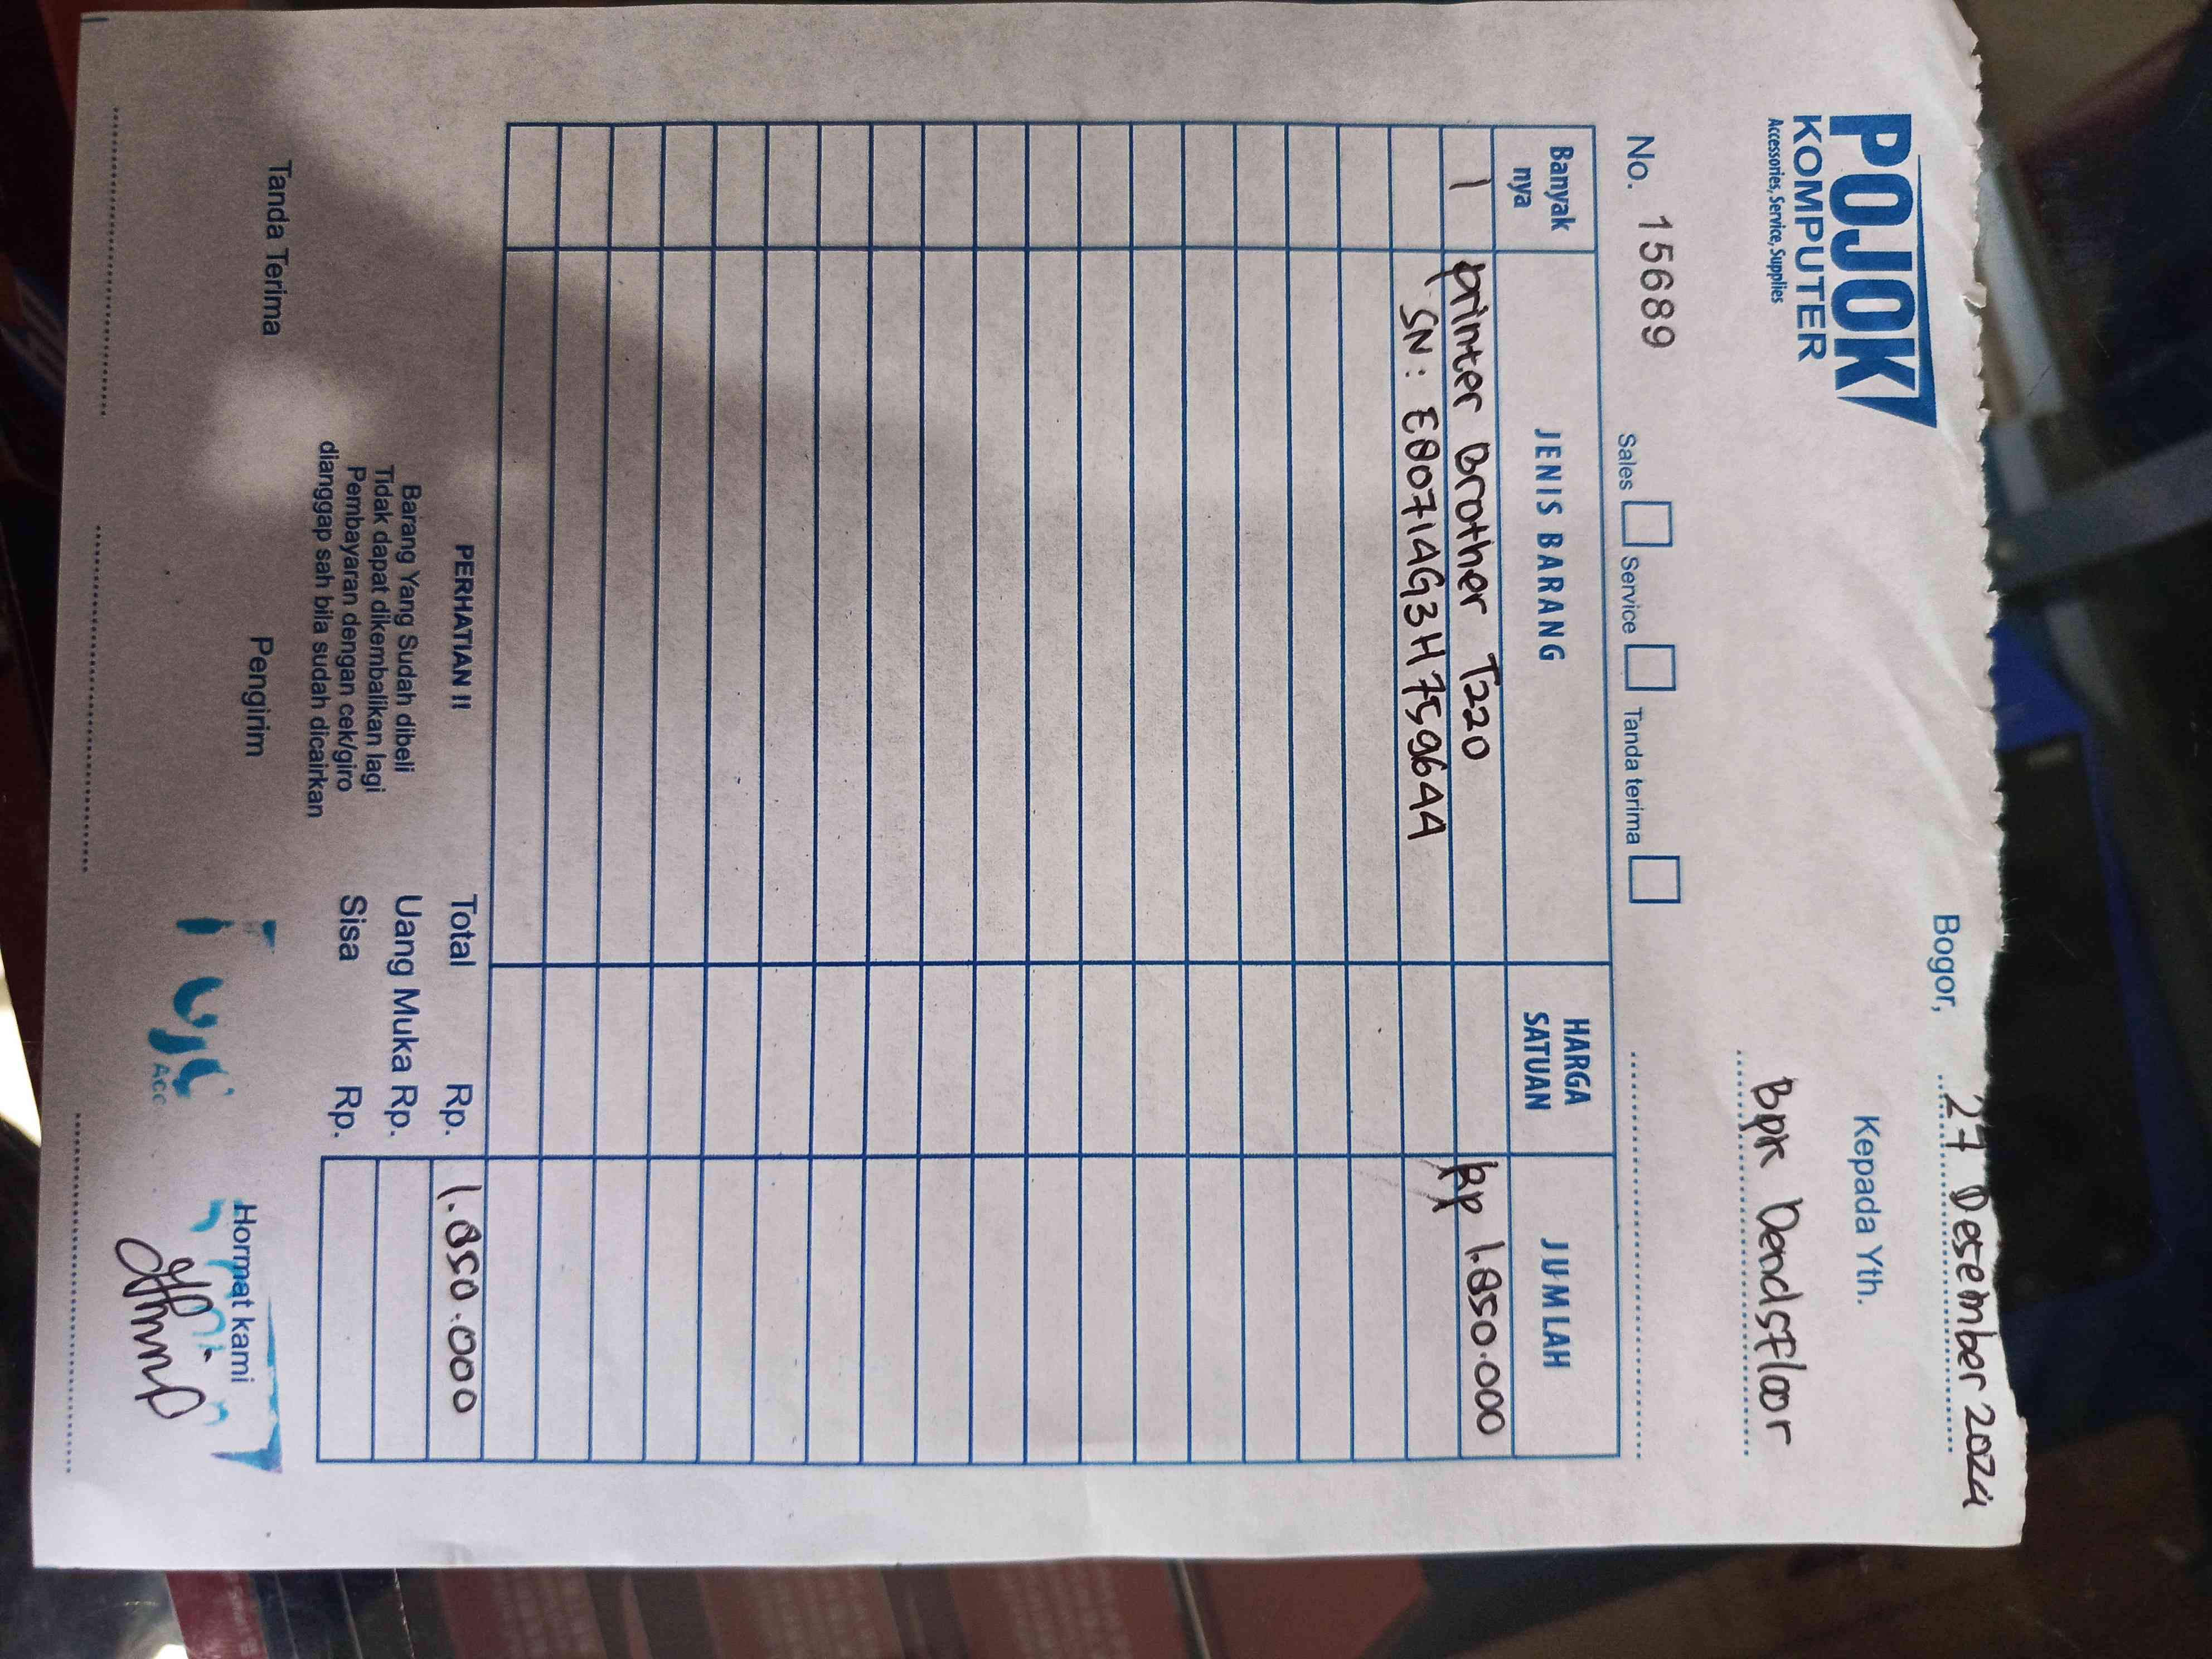 POJOK
KOMPUTER
Accessories, Service, Supplies
Bogor, 27 Desember 2024
Kepada Yth.
Bpk Dendsfloor
No. 15689 Sales Service Tanda terima
Banyak nya JENIS BARANG HARGA SATUAN JUMLAH
1 printer Brother T220 Rp 1.850.000
SN: E80714G3H759644
PERHATIAN !! Total Rp. 1.850.000
Barang Yang Sudah dibeli Uang Muka Rp.
Tidak dapat dikembalikan lagi
Pembayaran dengan cek/giro Sisa Rp.
dianggap sah bila sudah dicairkan
Tanda Terima Pengirim Hormat kami